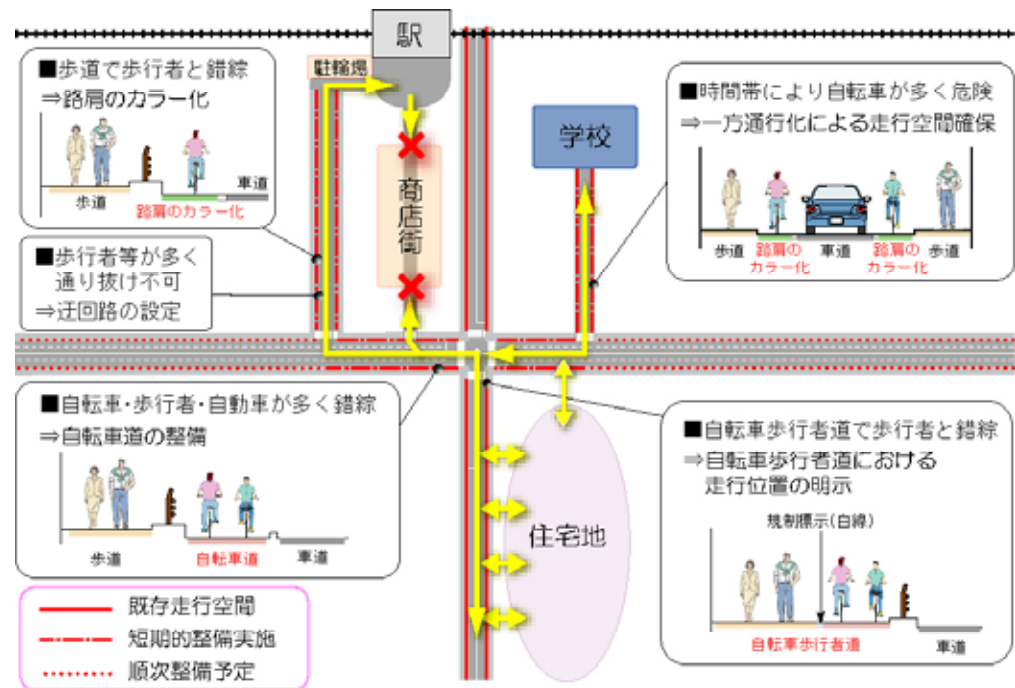 駅
駐輪場
■歩道で歩行者と錯綜
⇒路肩のカラー化
歩道
車道
路肩のカラー化
■歩行者等が多く
通り抜け不可
⇒迂回路の設定
商店街
学校
■時間帯により自転車が多く危険
⇒一方通行化による走行空間確保
歩道
路肩の
カラー化
車道
路肩の
カラー化
歩道
■自転車・歩行者・自動車が多く錯綜
⇒自転車道の整備
歩道
自転車道
車道
住宅地
■自転車歩行者道で歩行者と錯綜
⇒自転車歩行者道における
走行位置の明示
規制標示(白線)
自転車歩行者道
車道
既存走行空間
短期的整備実施
順次整備予定